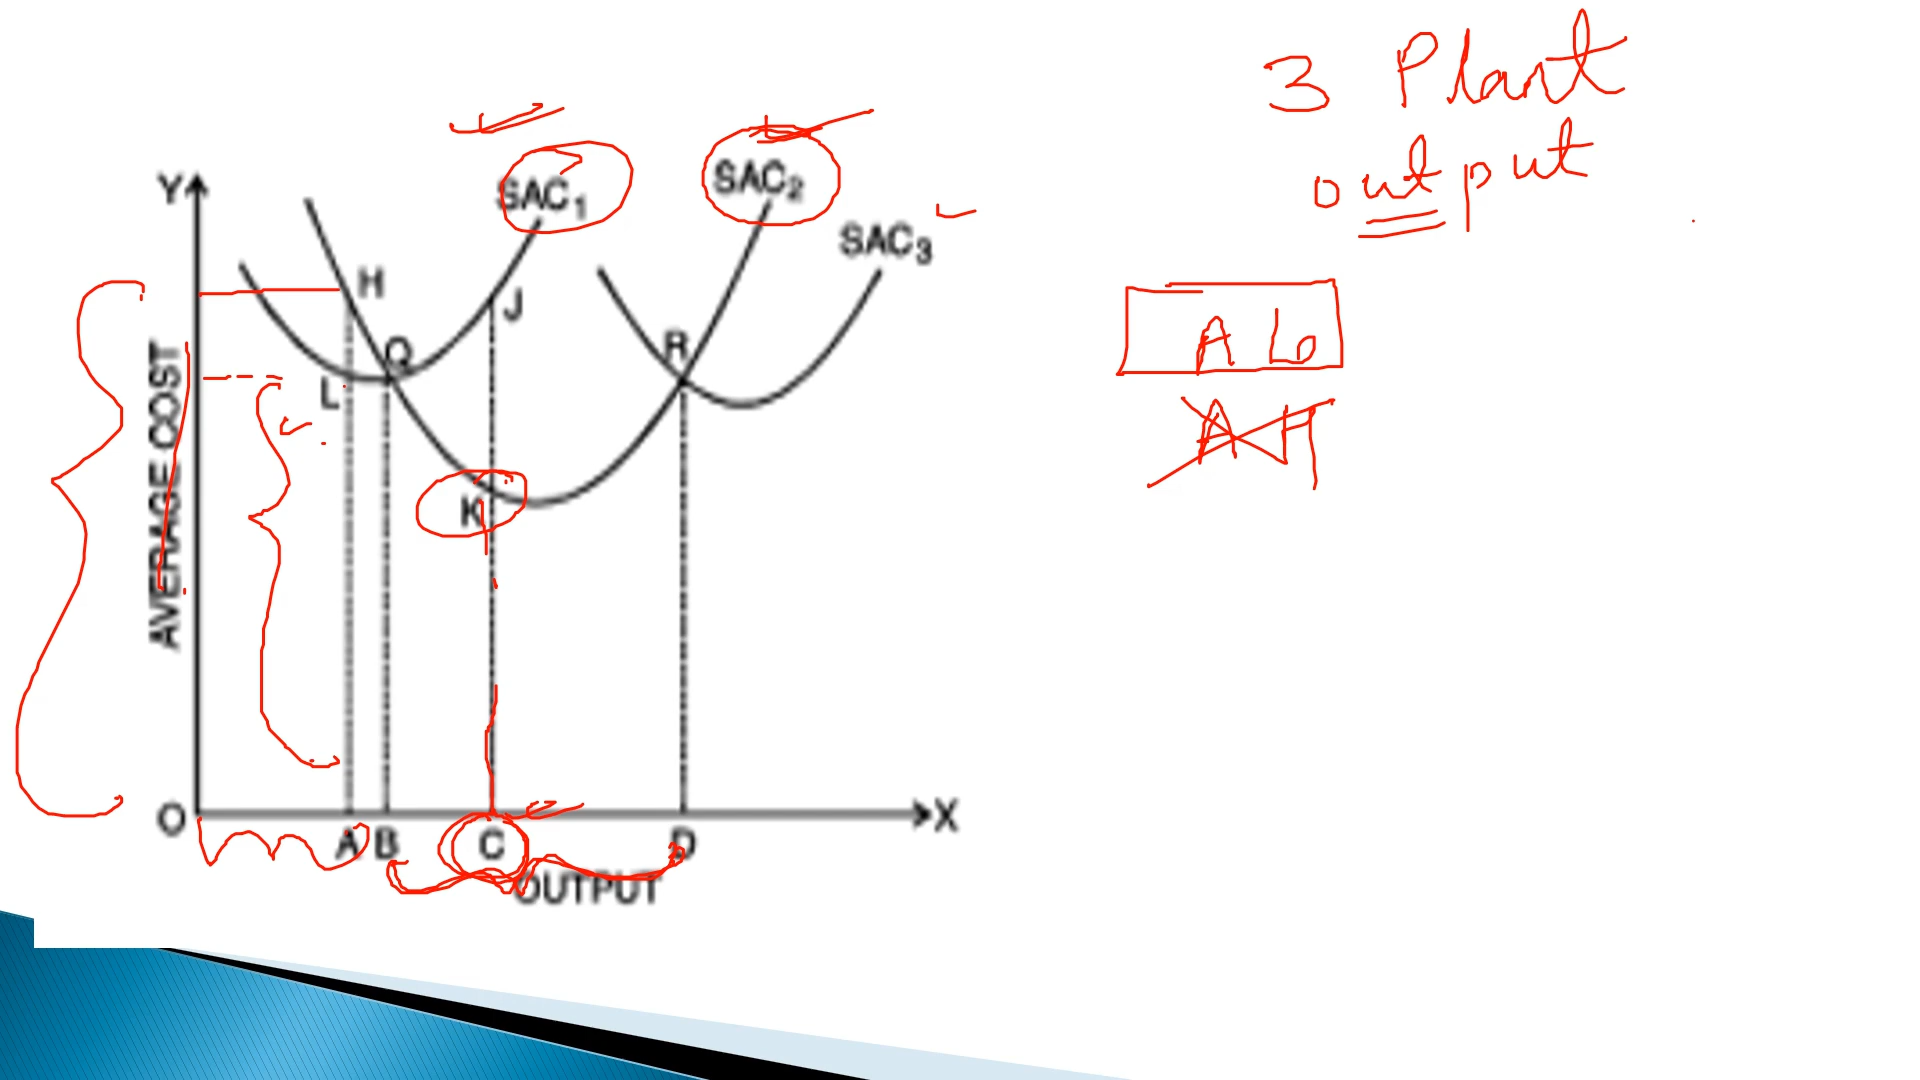 3 Plant
output
SAC2
SAC1
SAC3
Y
H
J
Q
R
L
AL
AH
K
AVERAGE COST
O
X
A B C D
OUTPUT